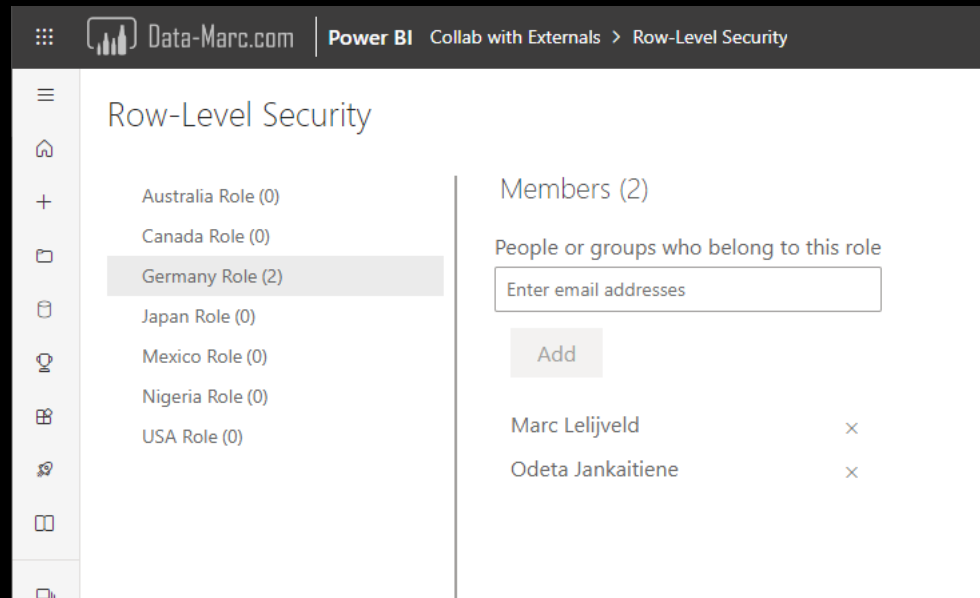 Data-Marc.com Power BI Collab with Externals > Row-Level Security
Row-Level Security
Australia Role (0)
Canada Role (0)
Germany Role (2)
Japan Role (0)
Mexico Role (0)
Nigeria Role (0)
USA Role (0)
Members (2)
People or groups who belong to this role
Enter email addresses
Add
Marc Lelijveld
Odeta Jankaitiene